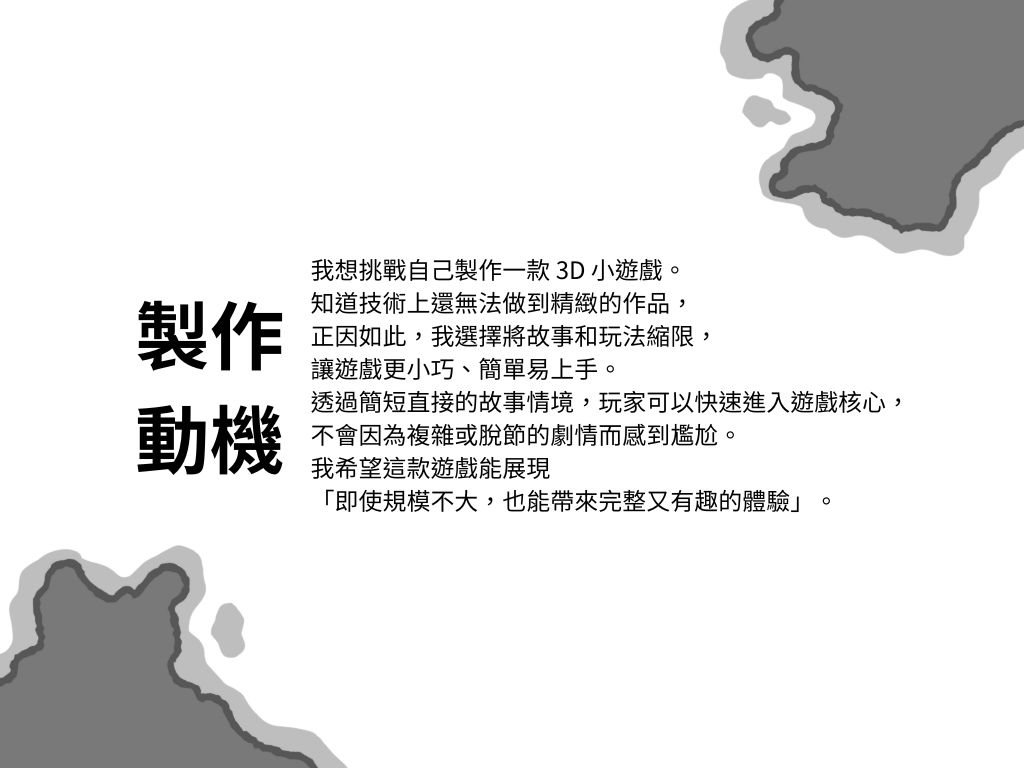 製作
動機
我想挑戰自己製作一款 3D 小遊戲。
知道技術上還無法做到精緻的作品，
正因如此，我選擇將故事和玩法縮限，
讓遊戲更小巧、簡單易上手。
透過簡短直接的故事情境，玩家可以快速進入遊戲核心，
不會因為複雜或脫節的劇情而感到尷尬。
我希望這款遊戲能展現
「即使規模不大，也能帶來完整又有趣的體驗」。